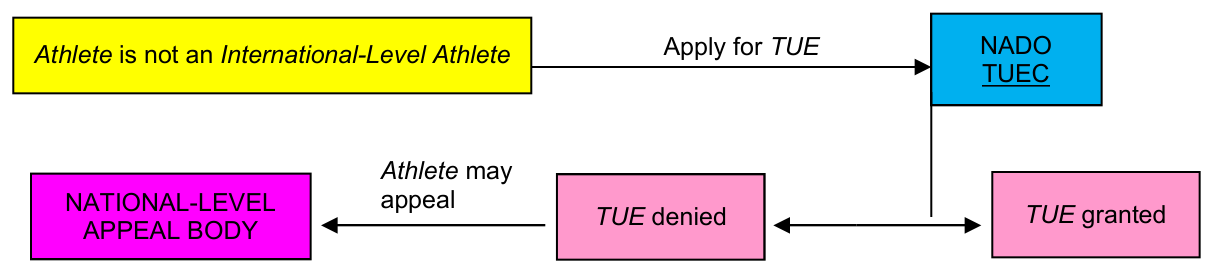 Athlete is not an International-Level Athlete
Apply for TUE
NADO
TUEC
Athlete may
appeal
NATIONAL-LEVEL
APPEAL BODY
TUE denied
TUE granted